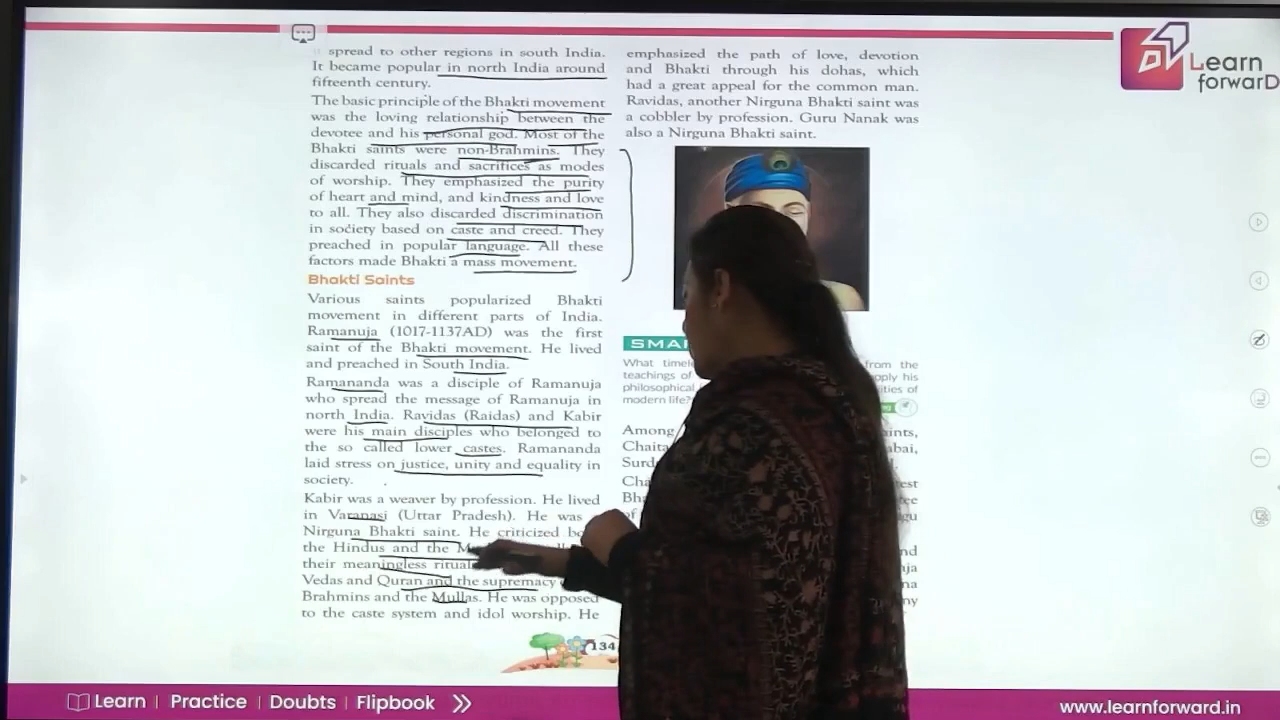 it spread to other regions in south India.
It became popular in north India around
fifteenth century.
The basic principle of the Bhakti movement
was the loving relationship between the
devotee and his personal god. Most of the
Bhakti saints were non-Brahmins. They
discarded rituals and sacrifices as modes
of worship. They emphasized the purity
of heart and mind, and kindness and love
to all. They also discarded discrimination
in society based on caste and creed. They
preached in popular language. All these
factors made Bhakti a mass movement.
Bhakti Saints
Various saints popularized Bhakti
movement in different parts of India.
Ramanuja (1017-1137AD) was the first
saint of the Bhakti movement. He lived
and preached in South India.
Ramananda was a disciple of Ramanuja
who spread the message of Ramanuja in
north India. Ravidas (Raidas) and Kabir
were his main disciples who belonged to
the so called lower castes. Ramananda
laid stress on justice, unity and equality in
society.
Kabir was a weaver by profession. He lived
in Varanasi (Uttar Pradesh). He was
Nirguna Bhakti saint. He criticized
the Hindus and the
their meaningless
Vedas and Quran and the supremacy
Brahmins and the Mullas. He was opposed
to the caste system and idol worship. He
134
emphasized the path of love, devotion
and Bhakti through his dohas, which
had a great appeal for the common man.
Ravidas, another Nirguna Bhakti saint was
a cobbler by profession. Guru Nanak was
also a Nirguna Bhakti saint.
What from the
teachings of his
philosophical of
modern life?
Among
of
Learn
forwarD
Learn | Practice | Doubts | Flipbook
www.learnforward.in